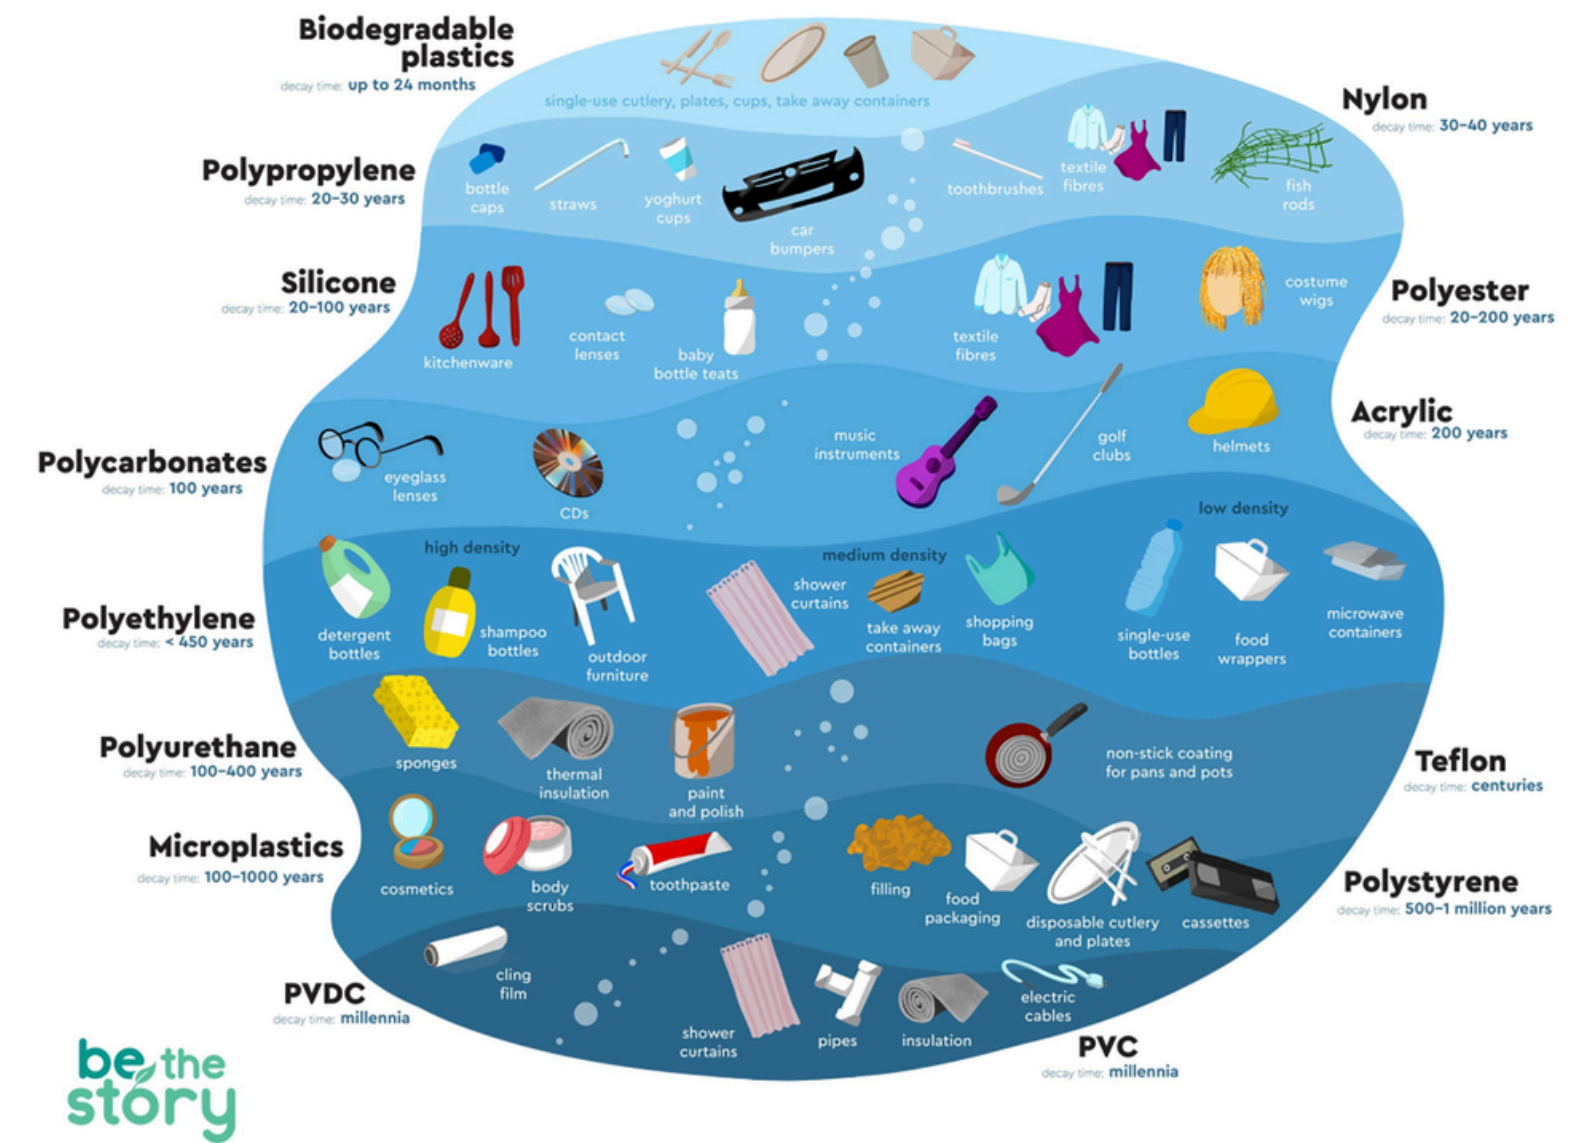 Biodegradable
plastics
decay time: up to 24 months
single-use cutlery, plates, cups, take away containers
Nylon
decay time: 30-40 years
toothbrushes
textile
fibres
fish
rods
Polypropylene
decay time: 20-30 years
bottle
caps
straws
yoghurt
cups
car
bumpers
Silicone
decay time: 20-100 years
kitchenware
contact
lenses
baby
bottle teats
textile
fibres
costume
wigs
Polyester
decay time: 20-200 years
Polycarbonates
decay time: 100 years
eyeglass
lenses
CDs
music
instruments
golf
clubs
helmets
Acrylic
decay time: 200 years
Polyethylene
decay time: < 450 years
high density
detergent
bottles
shampoo
bottles
outdoor
furniture
medium density
shower
curtains
take away
containers
shopping
bags
low density
single-use
bottles
food
wrappers
microwave
containers
Polyurethane
decay time: 100-400 years
sponges
thermal
insulation
paint
and polish
non-stick coating
for pans and pots
Teflon
decay time: centuries
Microplastics
decay time: 100-1000 years
cosmetics
body
scrubs
toothpaste
filling
food
packaging
disposable cutlery
and plates
cassettes
Polystyrene
decay time: 500-1 million years
PVDC
decay time: millennia
cling
film
shower
curtains
pipes
insulation
electric
cables
PVC
decay time: millennia
be the
story